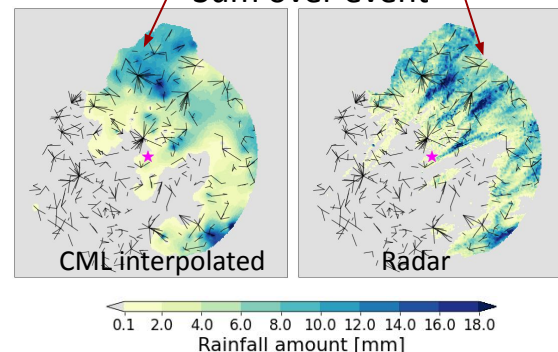 Sum over event
CML interpolated
Radar
0.1 2.0 4.0 6.0 8.0 10.0 12.0 14.0 16.0 18.0
Rainfall amount [mm]